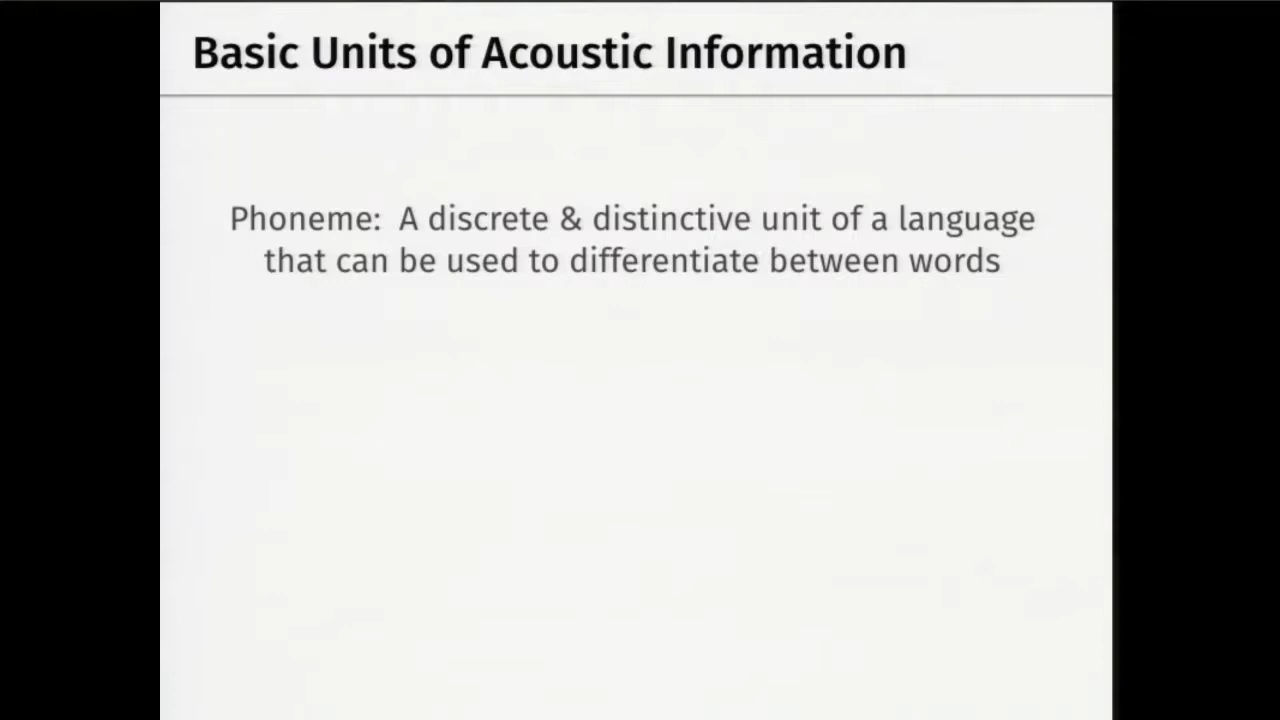 Basic Units of Acoustic Information
Phoneme: A discrete & distinctive unit of a language
that can be used to differentiate between words